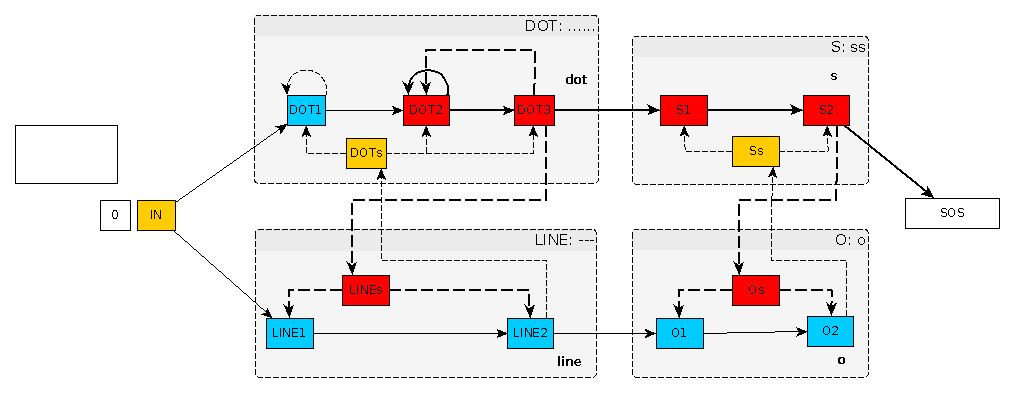 DOT: ......
dot
DOT1
DOT2
DOT3
DOTs
S: ss
s
S1
S2
Ss
0
IN
SOS
LINE: ---
LINEs
LINE1
LINE2
line
O: o
Os
O1
O2
o